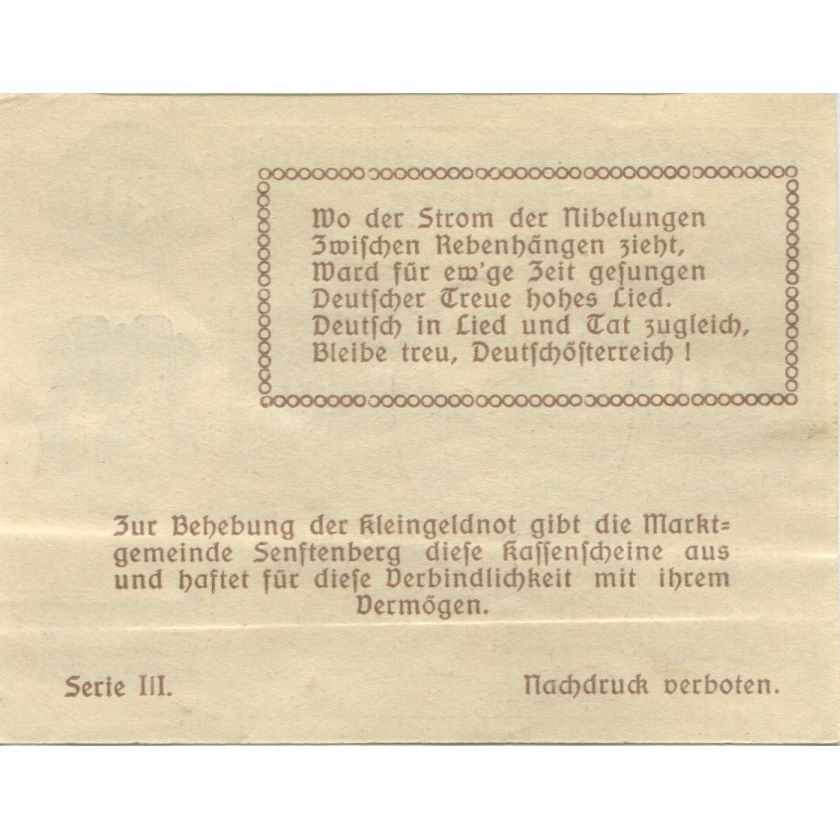 Wo der Strom der Nibelungen
Zwiſchen Rebenhängen zieht,
Ward für ew'ge Zeit geſungen
Deutſcher Treue hohes Lied.
Deutſch in Lied und Tat zugleich,
Bleibe treu, Deutſchöſterreich !
Zur Behebung der Kleingeldnot gibt die Markt=
gemeinde Senftenberg dieſe Kaſſenſcheine aus
und haftet für dieſe Verbindlichkeit mit ihrem
Vermögen.
Serie III.
Nachdruck verboten.